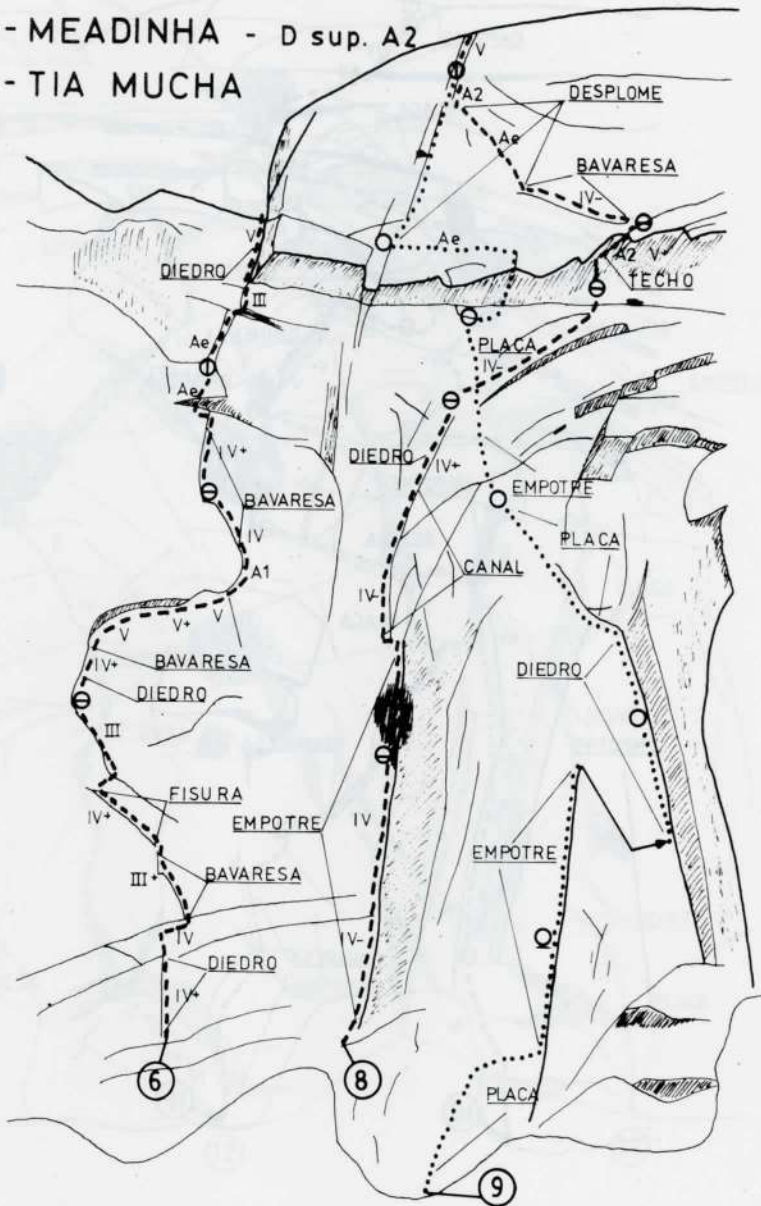 - MEADINHA - D sup. A2
- TIA MUCHA
V
A2
DESPLOME
Ae
BAVARESA
IV-
V
Ae
A2 V-
DIEDRO
TECHO
III
Ae
PLACA
IV-
Ae
DIEDRO
IV+
IV+
EMPOTRE
BAVARESA
PLACA
IV
CANAL
A1
IV-
V V+ V
IV+
BAVARESA
DIEDRO
DIEDRO
III
FISURA
IV+
EMPOTRE
IV
EMPOTRE
III+
BAVARESA
IV
IV-
DIEDRO
IV+
6
8
PLACA
9